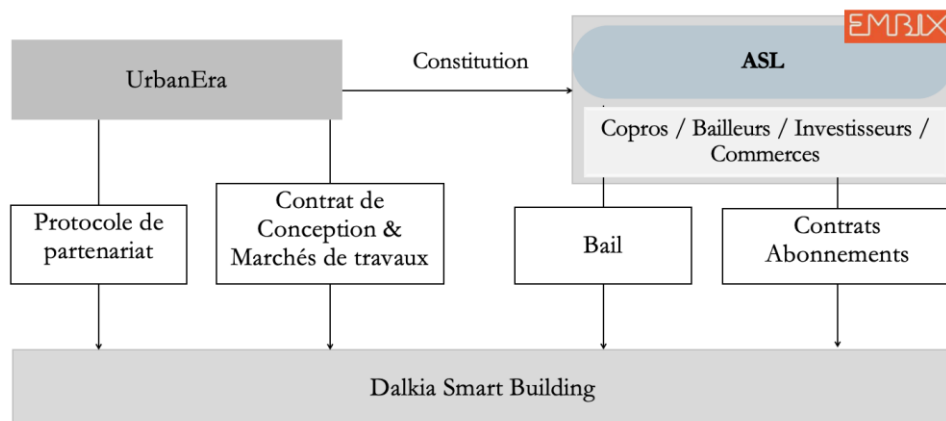 EMBIX
UrbanEra
Constitution
ASL
Copros / Bailleurs / Investisseurs /
Commerces
Protocole de
partenariat
Contrat de
Conception &
Marchés de travaux
Bail
Contrats
Abonnements
Dalkia Smart Building